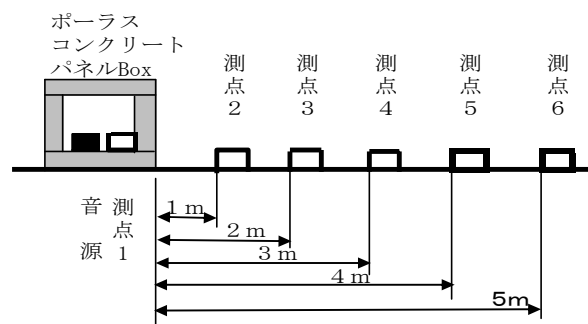 ポーラス
コンクリート
パネルBox
測点2
測点3
測点4
測点5
測点6
音源
測点1
1 m
2 m
3 m
4 m
5m